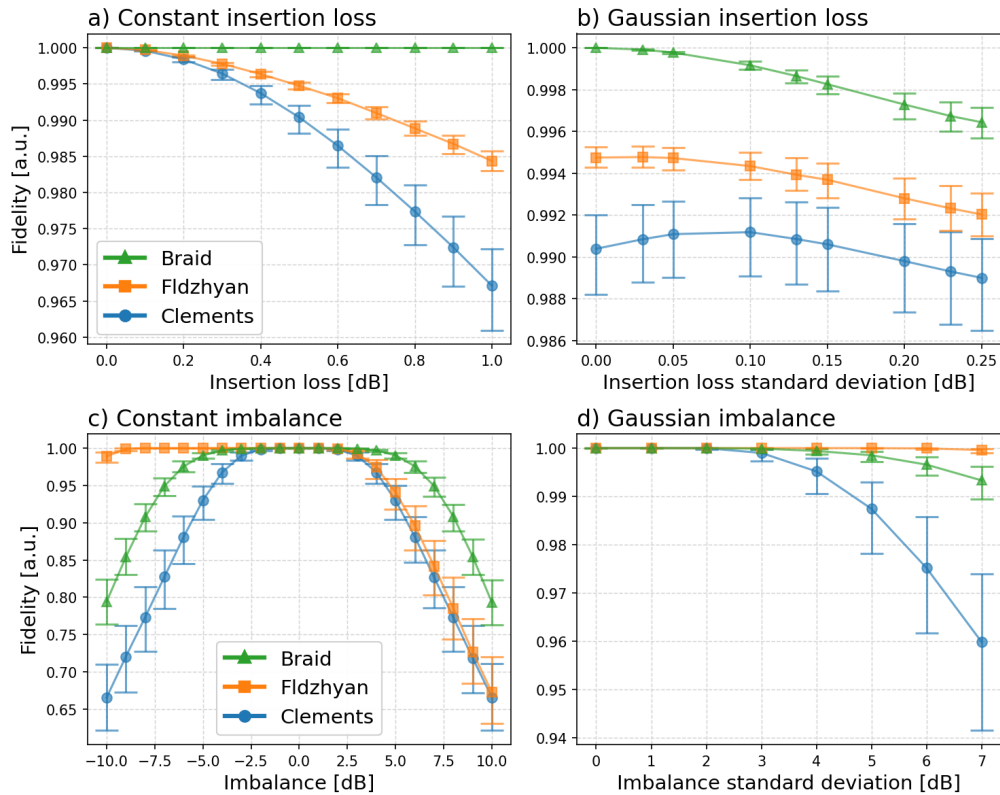 a) Constant insertion loss
Fidelity [a.u.]
1.000
0.995
0.990
0.985
0.980
0.975
0.970
0.965
0.960
Braid
Fldzhyan
Clements
0.0 0.2 0.4 0.6 0.8 1.0
Insertion loss [dB]
b) Gaussian insertion loss
1.000
0.998
0.996
0.994
0.992
0.990
0.988
0.986
0.00 0.05 0.10 0.15 0.20 0.25
Insertion loss standard deviation [dB]
c) Constant imbalance
Fidelity [a.u.]
1.00
0.95
0.90
0.85
0.80
0.75
0.70
0.65
Braid
Fldzhyan
Clements
−10.0 −7.5 −5.0 −2.5 0.0 2.5 5.0 7.5 10.0
Imbalance [dB]
d) Gaussian imbalance
1.00
0.99
0.98
0.97
0.96
0.95
0.94
0 1 2 3 4 5 6 7
Imbalance standard deviation [dB]